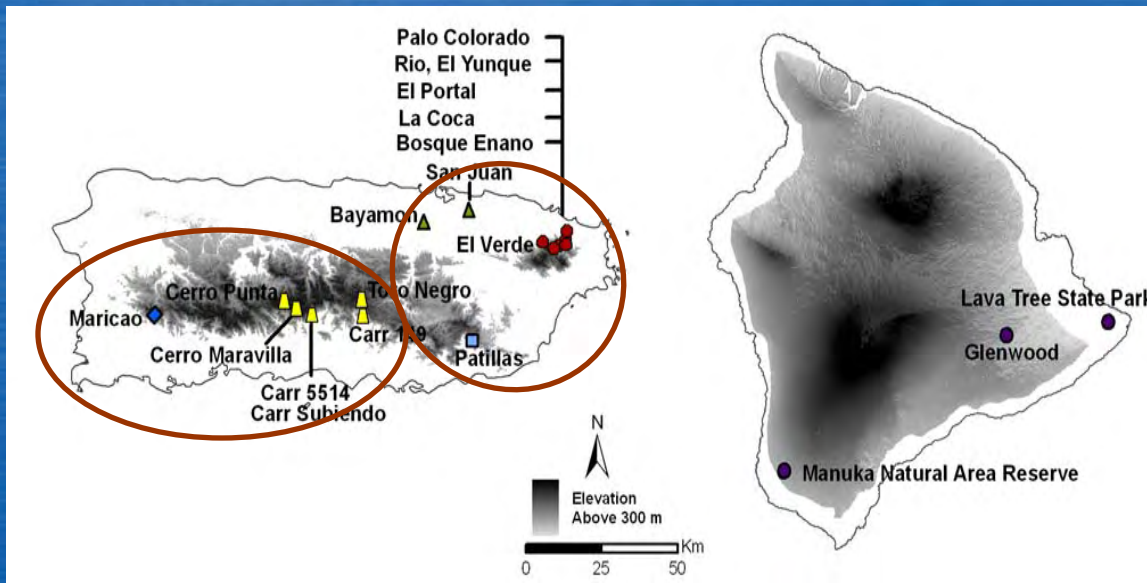 Palo Colorado
Rio, El Yunque
El Portal
La Coca
Bosque Enano
San Juan
Bayamon
El Verde
Cerro Punta
Toro Negro
Maricao
Carr 149
Cerro Maravilla
Patillas
Carr 5514
Carr Subiendo
Lava Tree State Park
Glenwood
Manuka Natural Area Reserve
N
Elevation
Above 300 m
Km
0 25 50